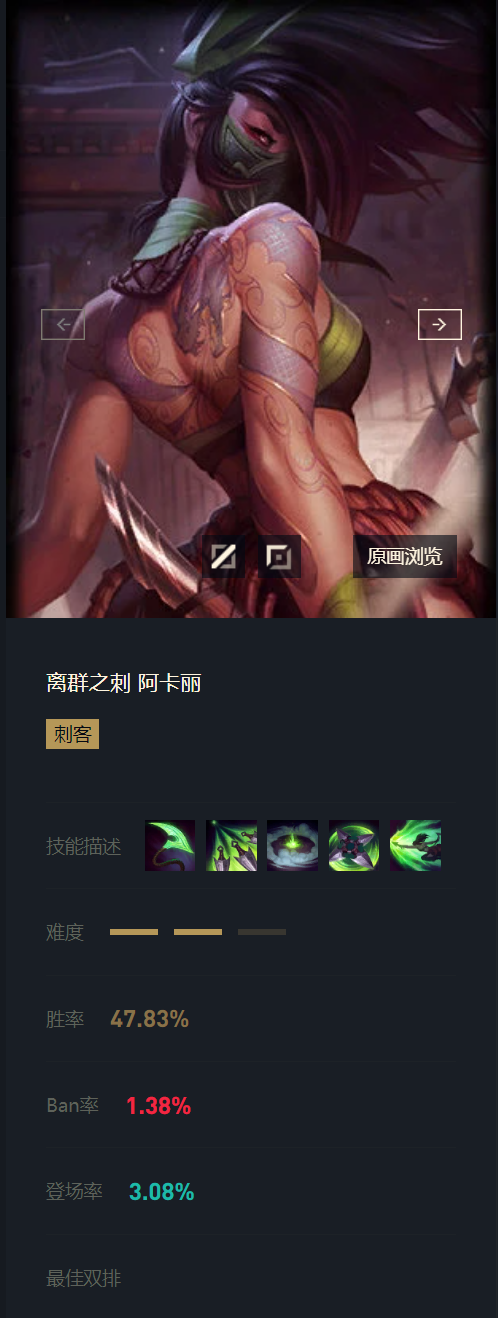 原画浏览
离群之刺 阿卡丽
刺客
技能描述
难度
胜率 47.83%
Ban率 1.38%
登场率 3.08%
最佳双排